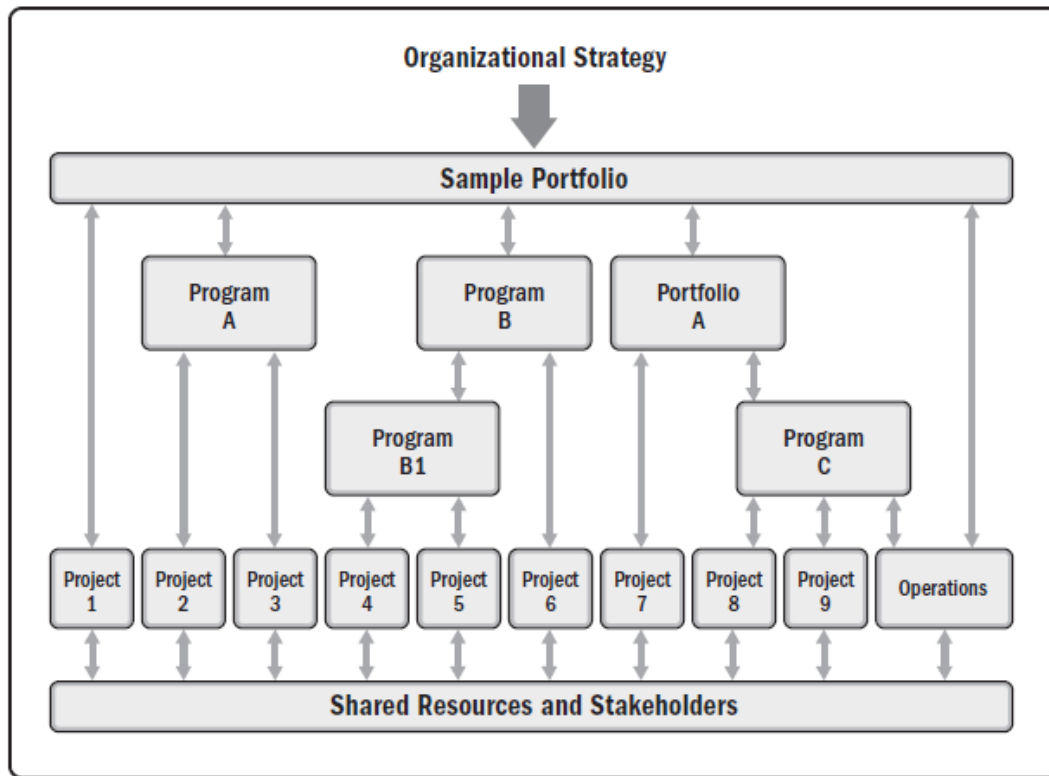 Organizational Strategy
Sample Portfolio
Program
A
Program
B
Portfolio
A
Program
B1
Program
C
Project
1
Project
2
Project
3
Project
4
Project
5
Project
6
Project
7
Project
8
Project
9
Operations
Shared Resources and Stakeholders